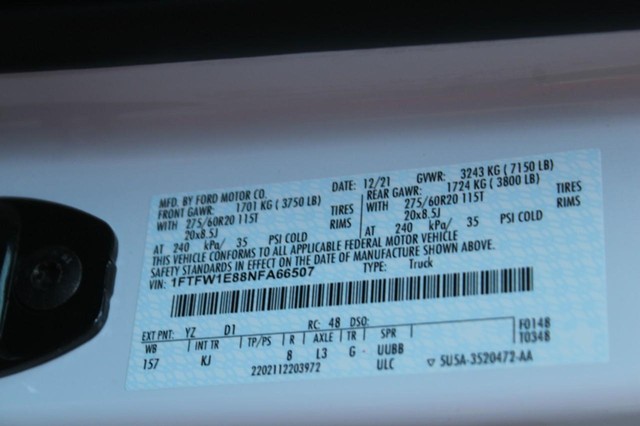 MFD. BY FORD MOTOR CO. DATE: 12/21 GVWR: 3243 KG (7150 LB)
FRONT GAWR: 1701 KG (3750 LB) REAR GAWR: 1724 KG (3800 LB)
WITH 275/60R20 115T TIRES WITH 275/60R20 115T TIRES
20x8.5J RIMS 20x8.5J RIMS
AT 240 kPa/ 35 PSI COLD AT 240 kPa/ 35 PSI COLD
THIS VEHICLE CONFORMS TO ALL APPLICABLE FEDERAL MOTOR VEHICLE
SAFETY STANDARDS IN EFFECT ON THE DATE OF MANUFACTURE SHOWN ABOVE.
VIN: 1FTFW1E88NFA66507 TYPE: Truck
EXT PNT: YZ D1 RC: 48 DSO: F0148
WB INT TR TP/PS R AXLE TR SPR T0348
157 KJ 8 L3 G- UUBB
2202112203972 ULC ▽ SU5A-3520472-AA